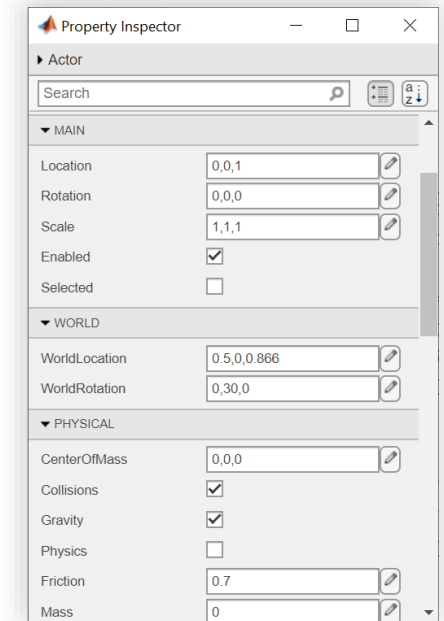 Property Inspector
Actor
Search
MAIN
Location 0,0,1
Rotation 0,0,0
Scale 1,1,1
Enabled
Selected
WORLD
WorldLocation 0.5,0,0.866
WorldRotation 0,30,0
PHYSICAL
CenterOfMass 0,0,0
Collisions
Gravity
Physics
Friction 0.7
Mass 0